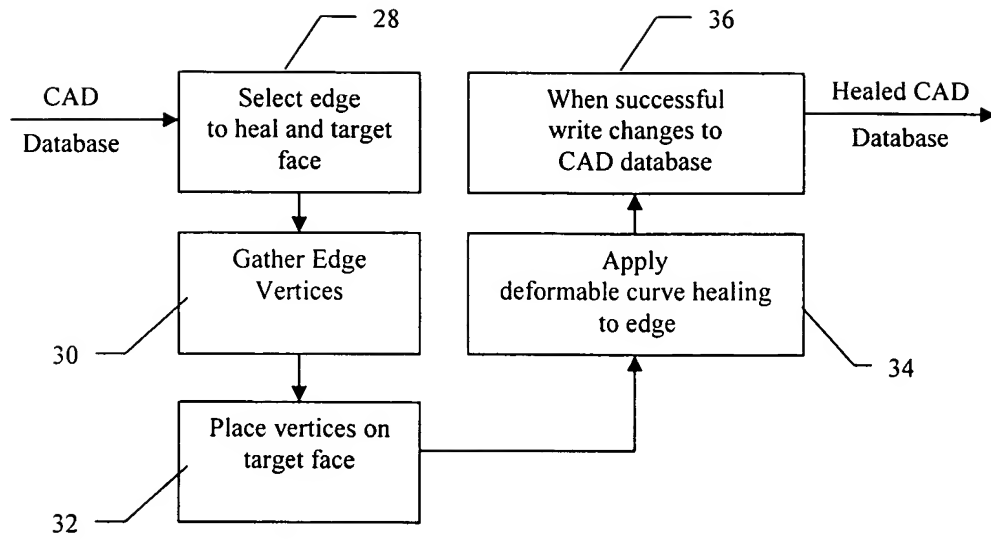 28
36
CAD
Database
Select edge
to heal and target
face
When successful
write changes to
CAD database
Healed CAD
Database
Gather Edge
Vertices
30
Apply
deformable curve healing
to edge
34
Place vertices on
target face
32